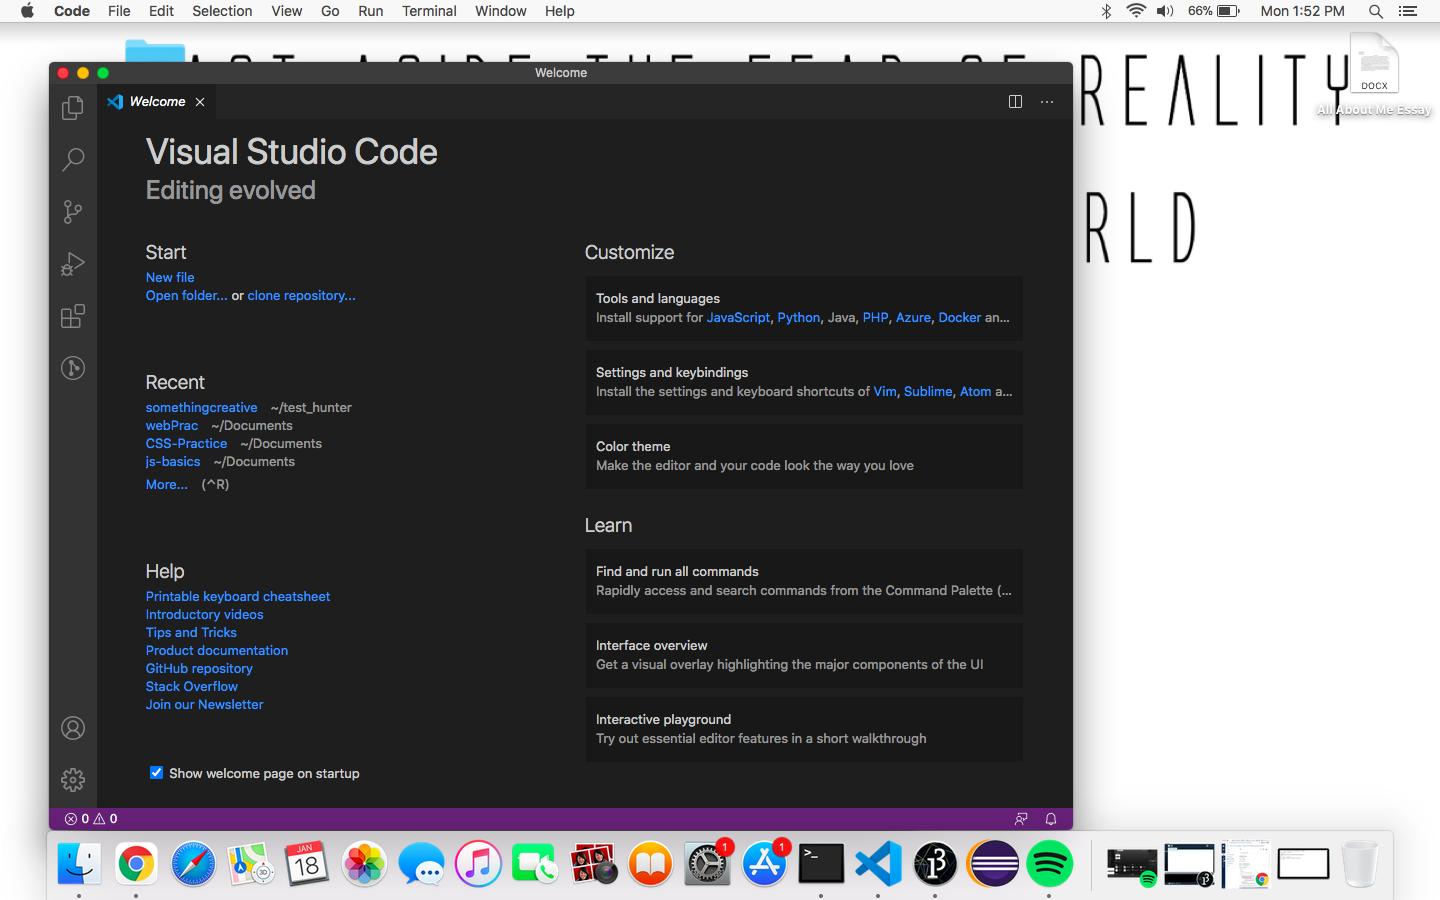 Code File Edit Selection View Go Run Terminal Window Help 66% Mon 1:52 PM
REALITY
DOCX
All About Me Essay
RLD
Welcome
Welcome
Visual Studio Code
Editing evolved
Start
New file
Open folder... or clone repository...
Recent
somethingcreative ~/test_hunter
webPrac ~/Documents
CSS-Practice ~/Documents
js-basics ~/Documents
More... (^R)
Help
Printable keyboard cheatsheet
Introductory videos
Tips and Tricks
Product documentation
GitHub repository
Stack Overflow
Join our Newsletter
Show welcome page on startup
Customize
Tools and languages
Install support for JavaScript, Python, Java, PHP, Azure, Docker an...
Settings and keybindings
Install the settings and keyboard shortcuts of Vim, Sublime, Atom a...
Color theme
Make the editor and your code look the way you love
Learn
Find and run all commands
Rapidly access and search commands from the Command Palette (...
Interface overview
Get a visual overlay highlighting the major components of the UI
Interactive playground
Try out essential editor features in a short walkthrough
0 0
JAN
18
3D
1
1
>_